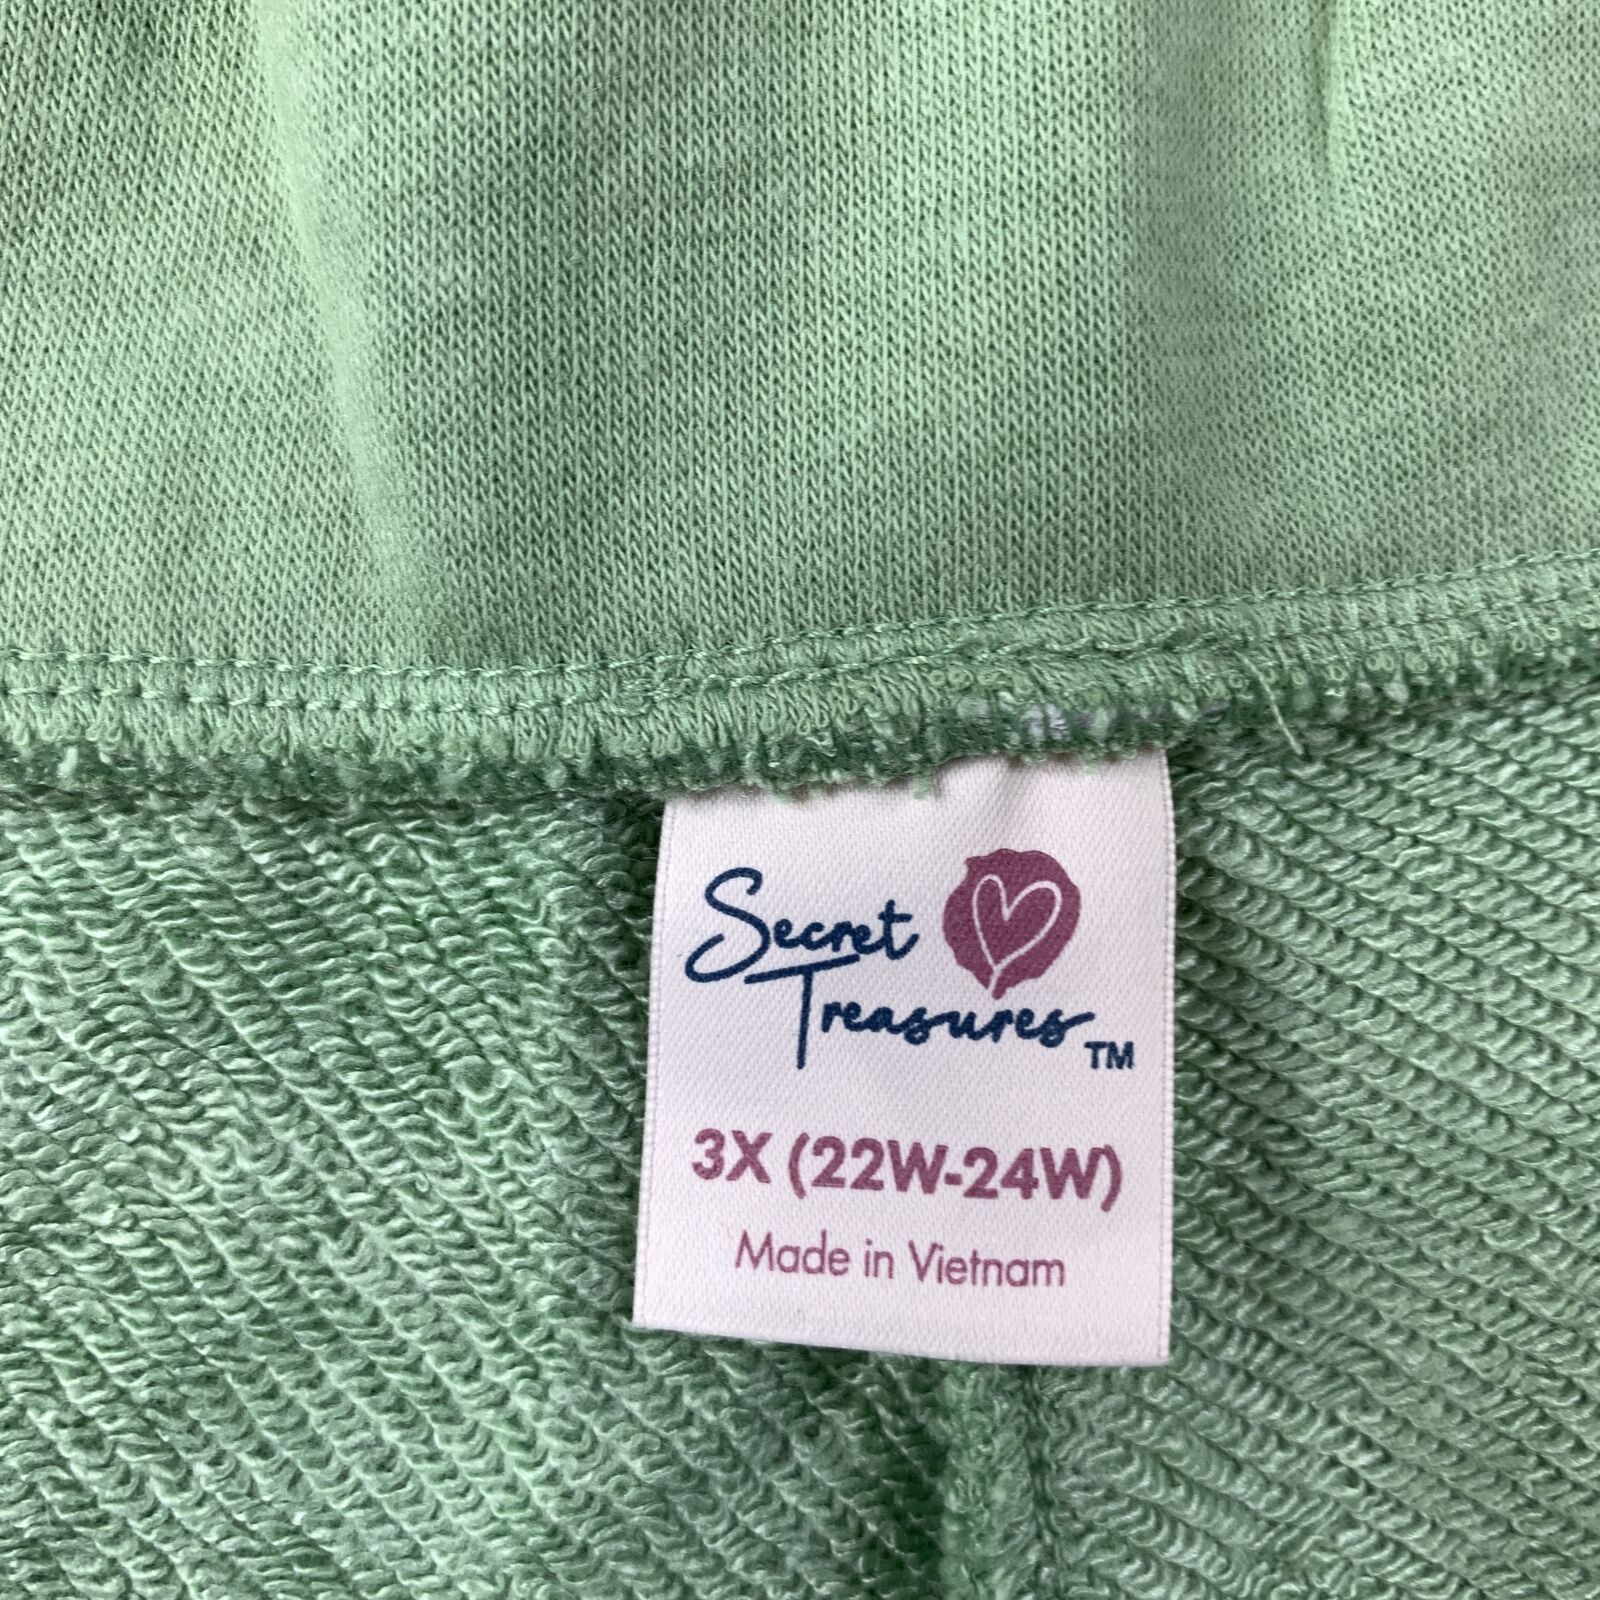 Secret
Treasures TM
3X (22W-24W)
Made in Vietnam